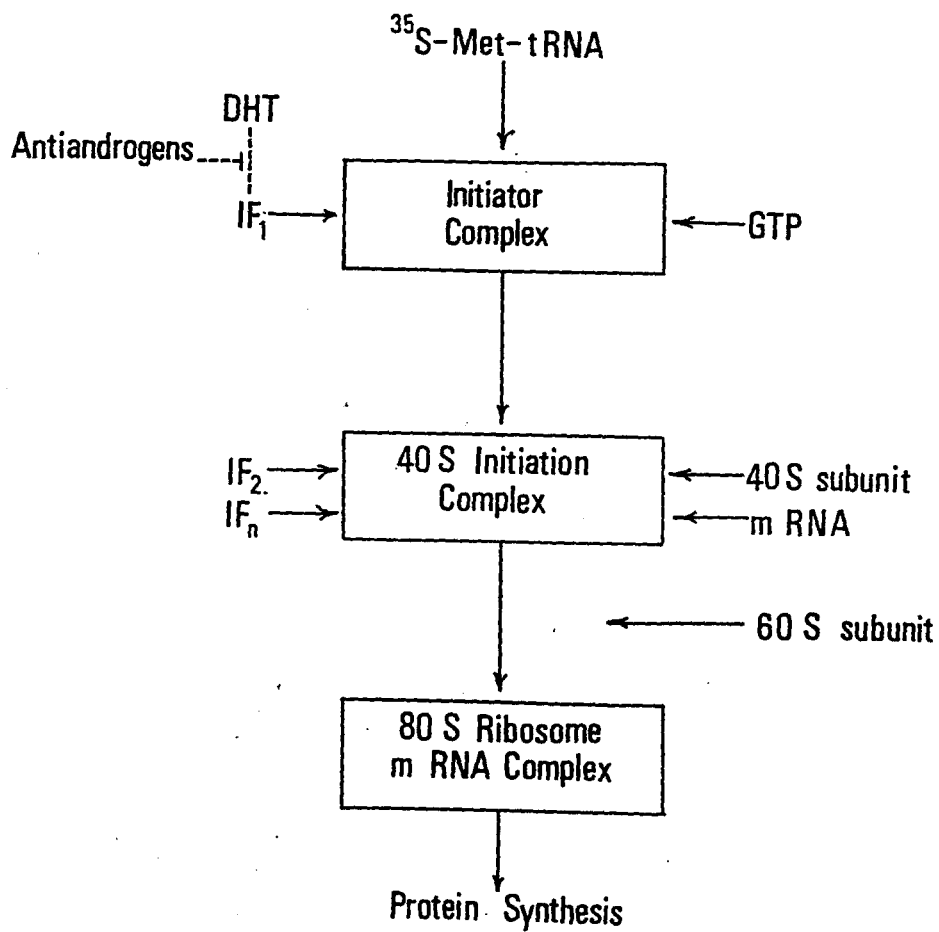 ³⁵S-Met-tRNA
DHT
Antiandrogens
Initiator
Complex
IF₁
GTP
40 S Initiation
Complex
IF₂.
IFₙ
40 S subunit
m RNA
60 S subunit
80 S Ribosome
m RNA Complex
Protein Synthesis